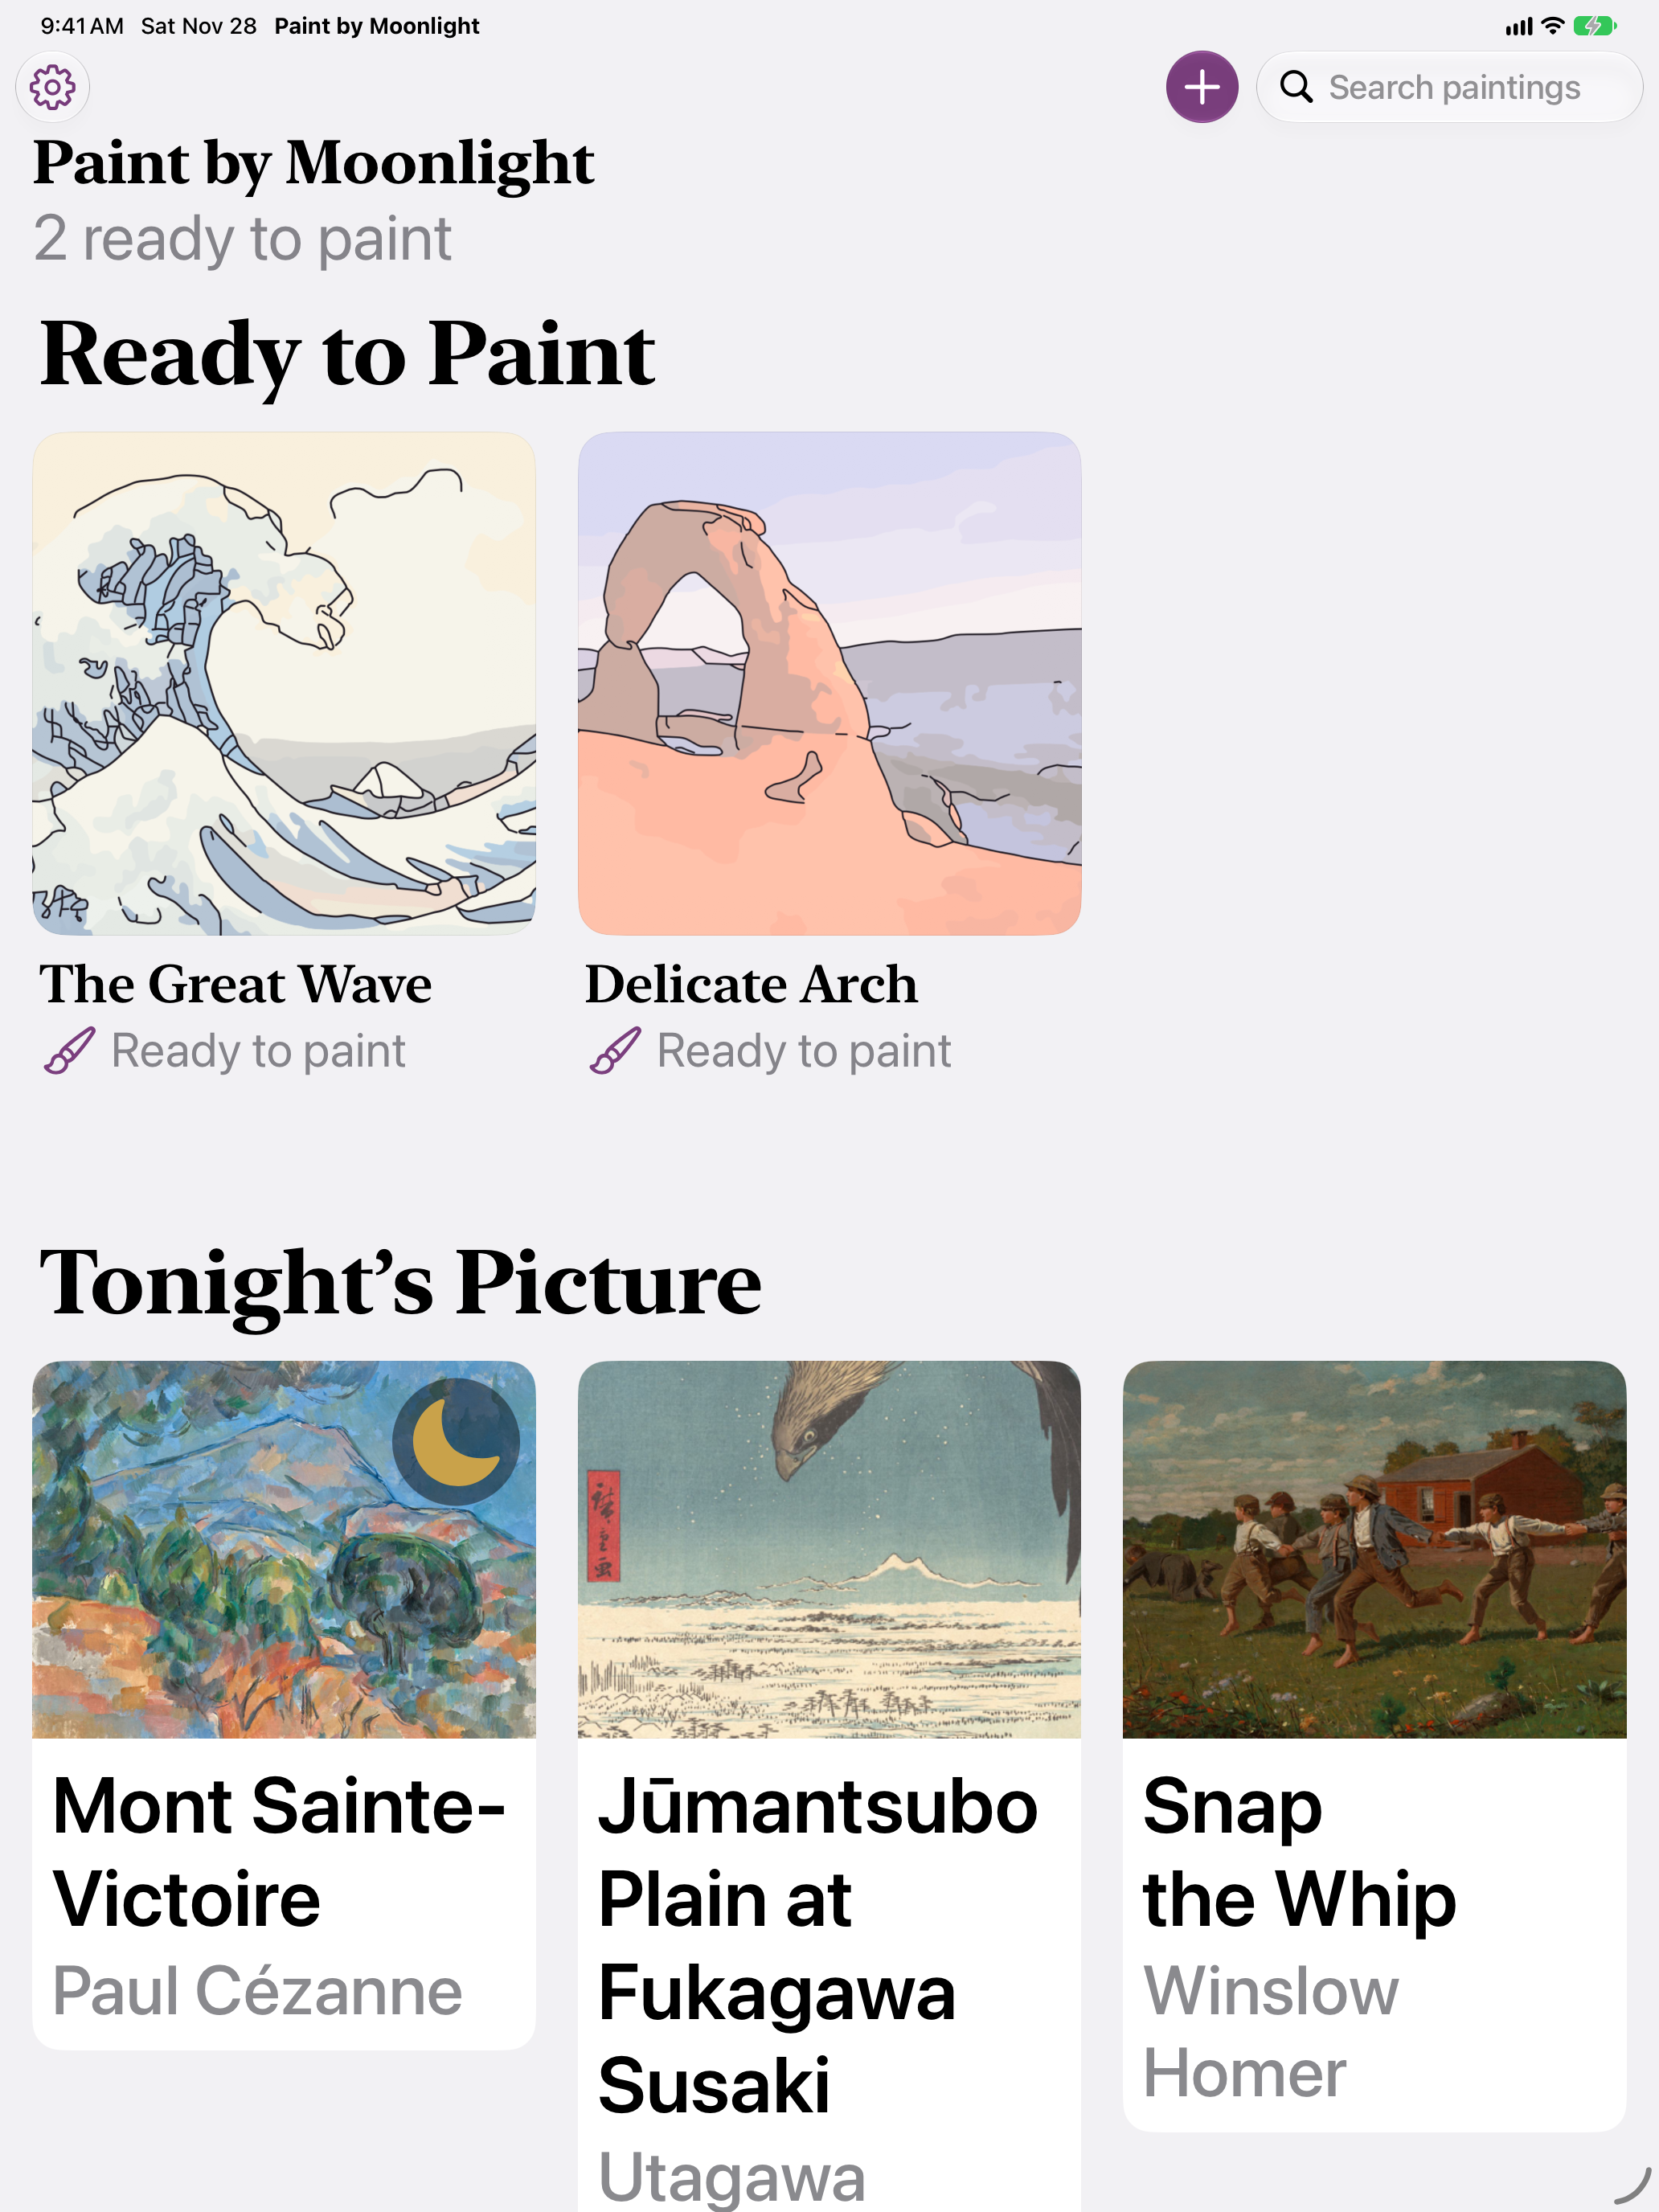 9:41 AM Sat Nov 28 Paint by Moonlight
Search paintings
Paint by Moonlight
2 ready to paint
Ready to Paint
The Great Wave
Ready to paint
Delicate Arch
Ready to paint
Tonight’s Picture
Mont Sainte-
Victoire
Paul Cézanne
Jūmantsubo
Plain at
Fukagawa
Susaki
Utagawa
Snap
the Whip
Winslow
Homer